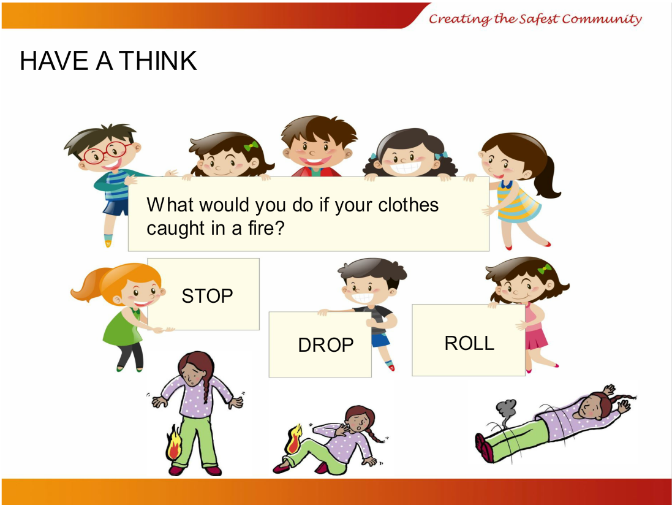 Creating the Safest Community
HAVE A THINK
What would you do if your clothes
caught in a fire?
STOP
DROP
ROLL